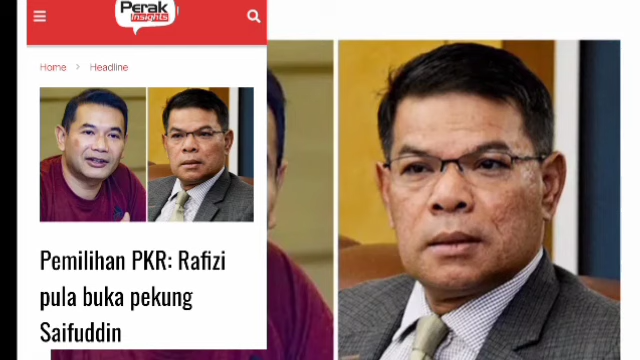 Perak
Insights
Home > Headline
Pemilihan PKR: Rafizi
pula buka pekung
Saifuddin